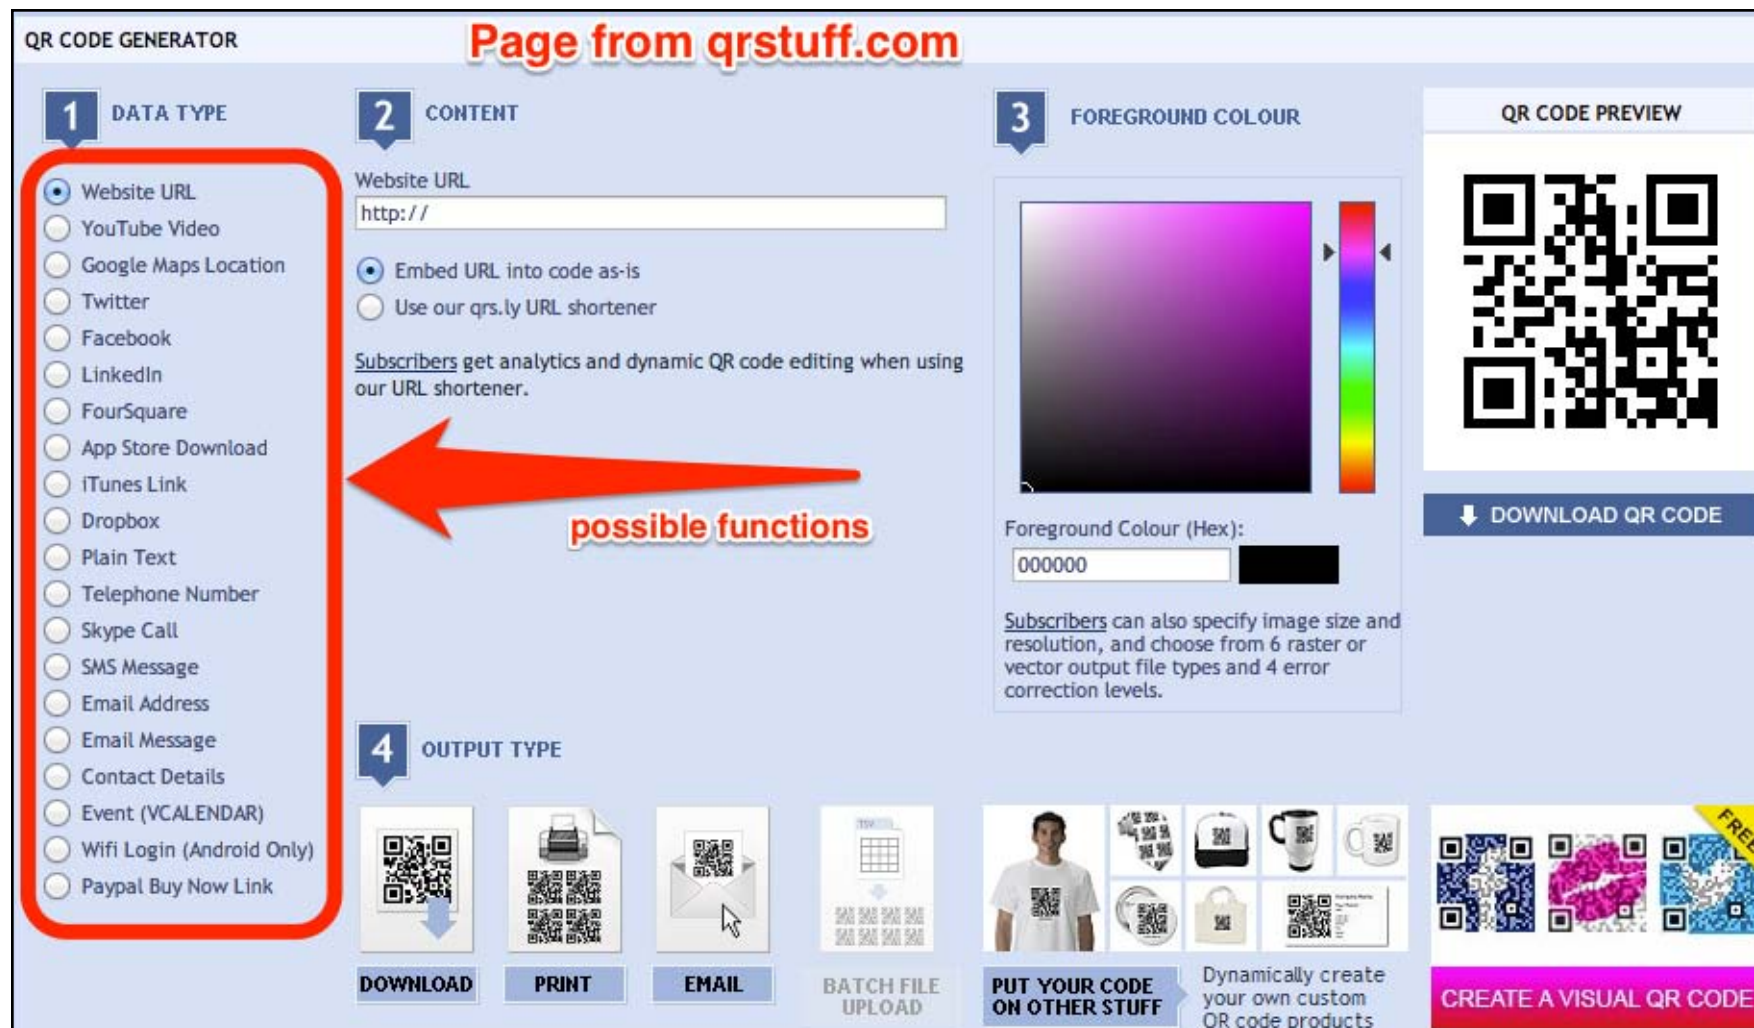 QR CODE GENERATOR
Page from qrstuff.com
1 DATA TYPE
Website URL
YouTube Video
Google Maps Location
Twitter
Facebook
LinkedIn
FourSquare
App Store Download
iTunes Link
Dropbox
Plain Text
Telephone Number
Skype Call
SMS Message
Email Address
Email Message
Contact Details
Event (VCALENDAR)
Wifi Login (Android Only)
Paypal Buy Now Link
2 CONTENT
Website URL
http://
Embed URL into code as-is
Use our qrs.ly URL shortener
Subscribers get analytics and dynamic QR code editing when using
our URL shortener.
possible functions
3 FOREGROUND COLOUR
Foreground Colour (Hex):
000000
Subscribers can also specify image size and
resolution, and choose from 6 raster or
vector output file types and 4 error
correction levels.
QR CODE PREVIEW
DOWNLOAD QR CODE
4 OUTPUT TYPE
DOWNLOAD
PRINT
EMAIL
TSV
BATCH FILE
UPLOAD
PUT YOUR CODE
ON OTHER STUFF
Dynamically create
your own custom
QR code products
FREE
CREATE A VISUAL QR CODE